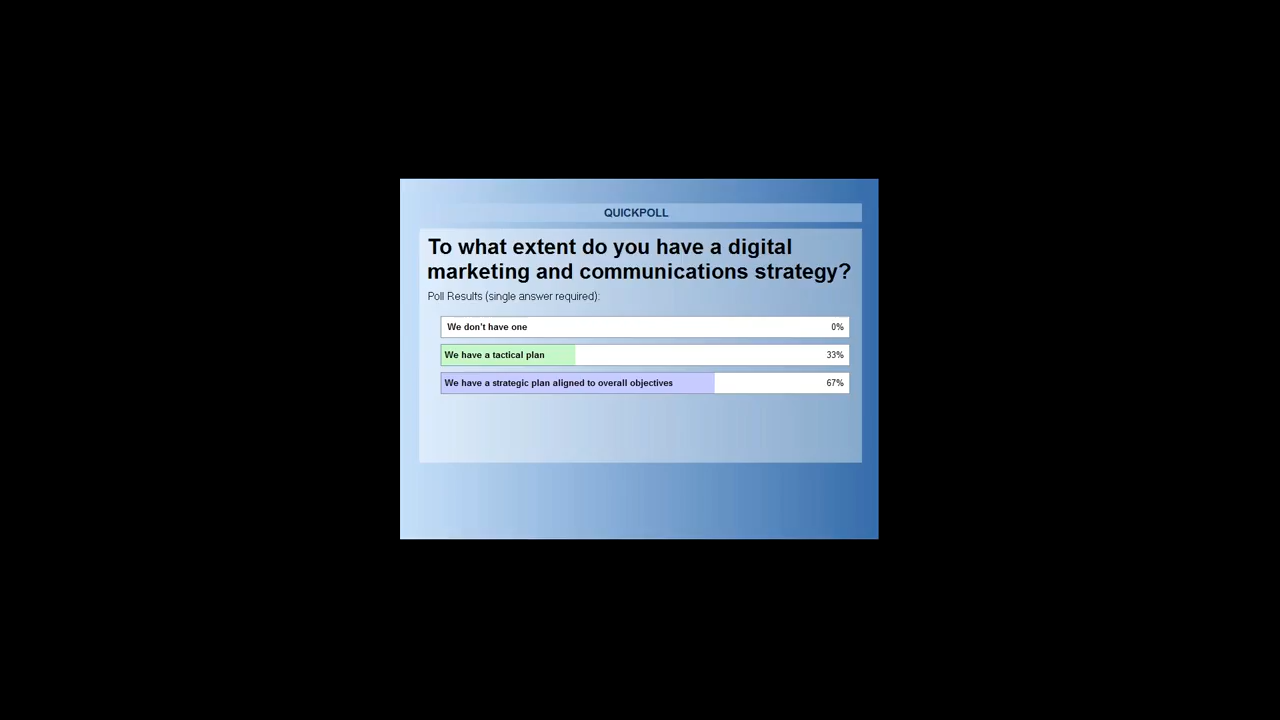 QUICKPOLL
To what extent do you have a digital
marketing and communications strategy?
Poll Results (single answer required):
We don't have one 0%
We have a tactical plan 33%
We have a strategic plan aligned to overall objectives 67%